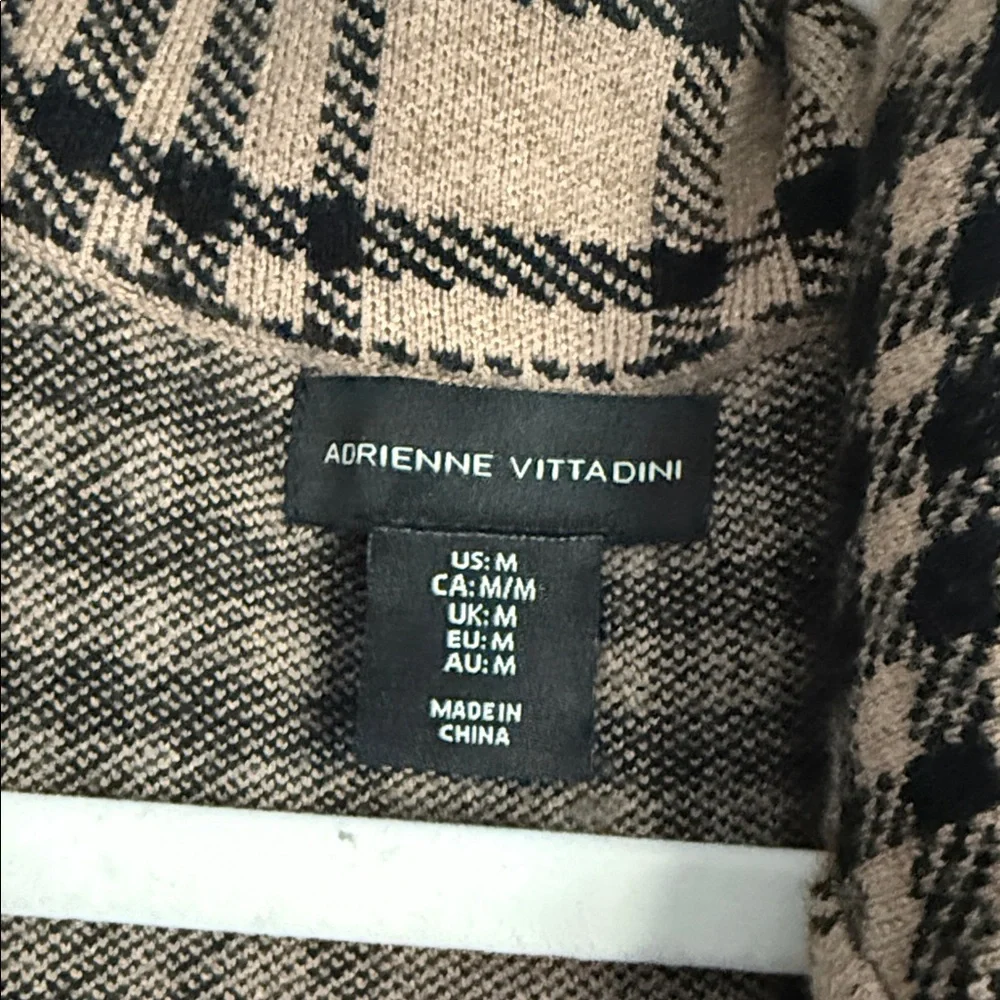 ADRIENNE VITTADINI
US: M
CA: M/M
UK: M
EU: M
AU: M
MADE IN
CHINA